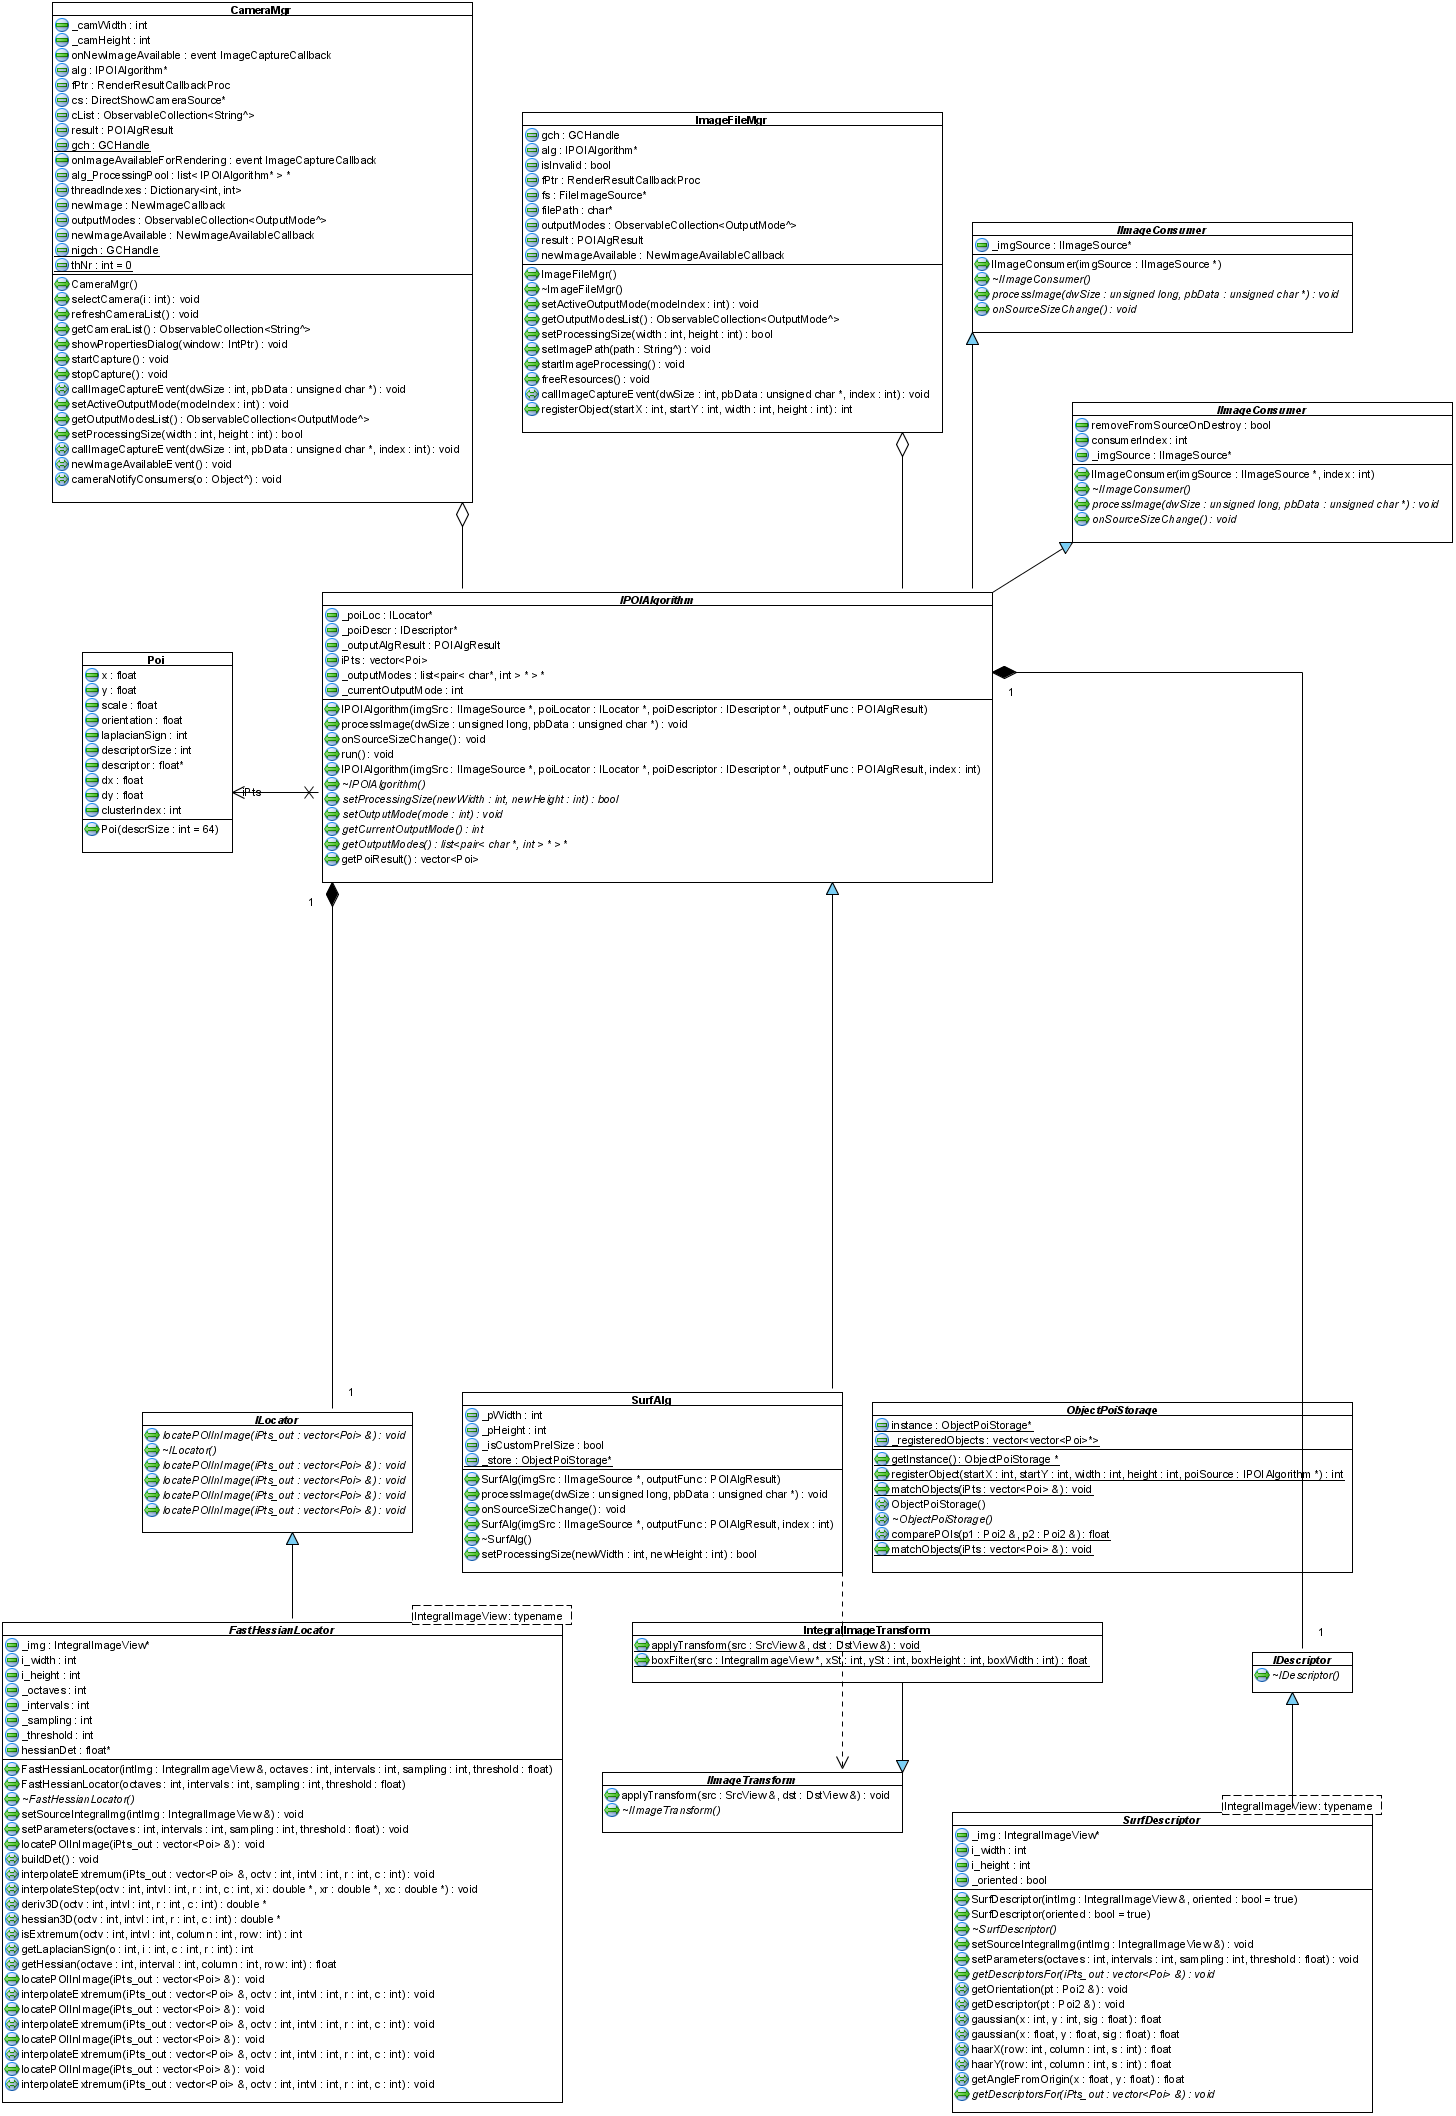 CameraMgr
_camWidth : int
_camHeight : int
onNewImageAvailable : event ImageCaptureCallback
alg : IPOIAlgorithm*
fPtr : RenderResultCallbackProc
cs : DirectShowCameraSource*
cList : ObservableCollection<String^>
result : POIAlgResult
gch : GCHandle
onImageAvailableForRendering : event ImageCaptureCallback
alg_ProcessingPool : list< IPOIAlgorithm* > *
threadIndexes : Dictionary<int, int>
newImage : NewImageCallback
outputModes : ObservableCollection<OutputMode^>
newImageAvailable : NewImageAvailableCallback
nigch : GCHandle
thNr : int = 0
CameraMgr()
selectCamera(i : int) : void
refreshCameraList() : void
getCameraList() : ObservableCollection<String^>
showPropertiesDialog(window : IntPtr) : void
startCapture() : void
stopCapture() : void
callImageCaptureEvent(dwSize : int, pbData : unsigned char *) : void
setActiveOutputMode(modeIndex : int) : void
getOutputModesList() : ObservableCollection<OutputMode^>
setProcessingSize(width : int, height : int) : bool
callImageCaptureEvent(dwSize : int, pbData : unsigned char *, index : int) : void
newImageAvailableEvent() : void
cameraNotifyConsumers(o : Object^) : void
ImageFileMgr
gch : GCHandle
alg : IPOIAlgorithm*
isInvalid : bool
fPtr : RenderResultCallbackProc
fs : FileImageSource*
filePath : char*
outputModes : ObservableCollection<OutputMode^>
result : POIAlgResult
newImageAvailable : NewImageAvailableCallback
ImageFileMgr()
~ImageFileMgr()
setActiveOutputMode(modeIndex : int) : void
getOutputModesList() : ObservableCollection<OutputMode^>
setProcessingSize(width : int, height : int) : bool
setImagePath(path : String^) : void
startImageProcessing() : void
freeResources() : void
callImageCaptureEvent(dwSize : int, pbData : unsigned char *, index : int) : void
registerObject(startX : int, startY : int, width : int, height : int) : int
IImageConsumer
_imgSource : IImageSource*
IImageConsumer(imgSource : IImageSource *)
~IImageConsumer()
processImage(dwSize : unsigned long, pbData : unsigned char *) : void
onSourceSizeChange() : void
IImageConsumer
removeFromSourceOnDestroy : bool
consumerIndex : int
_imgSource : IImageSource*
IImageConsumer(imgSource : IImageSource *, index : int)
~IImageConsumer()
processImage(dwSize : unsigned long, pbData : unsigned char *) : void
onSourceSizeChange() : void
IPOIAlgorithm
_poiLoc : ILocator*
_poiDescr : IDescriptor*
_outputAlgResult : POIAlgResult
iPts : vector<Poi>
_outputModes : list<pair< char*, int > * > *
_currentOutputMode : int
IPOIAlgorithm(imgSrc : IImageSource *, poiLocator : ILocator *, poiDescriptor : IDescriptor *, outputFunc : POIAlgResult)
processImage(dwSize : unsigned long, pbData : unsigned char *) : void
onSourceSizeChange() : void
run() : void
IPOIAlgorithm(imgSrc : IImageSource *, poiLocator : ILocator *, poiDescriptor : IDescriptor *, outputFunc : POIAlgResult, index : int)
~IPOIAlgorithm()
setProcessingSize(newWidth : int, newHeight : int) : bool
setOutputMode(mode : int) : void
getCurrentOutputMode() : int
getOutputModes() : list<pair< char *, int > * > *
getPoiResult() : vector<Poi>
1
Poi
x : float
y : float
scale : float
orientation : float
laplacianSign : int
descriptorSize : int
descriptor : float*
dx : float
dy : float
clusterIndex : int
Poi(descrSize : int = 64)
iPts
1
1
ILocator
locatePOIInImage(iPts_out : vector<Poi> &) : void
~ILocator()
locatePOIInImage(iPts_out : vector<Poi> &) : void
locatePOIInImage(iPts_out : vector<Poi> &) : void
locatePOIInImage(iPts_out : vector<Poi> &) : void
locatePOIInImage(iPts_out : vector<Poi> &) : void
SurfAlg
_pWidth : int
_pHeight : int
_isCustomPrelSize : bool
_store : ObjectPoiStorage*
SurfAlg(imgSrc : IImageSource *, outputFunc : POIAlgResult)
processImage(dwSize : unsigned long, pbData : unsigned char *) : void
onSourceSizeChange() : void
SurfAlg(imgSrc : IImageSource *, outputFunc : POIAlgResult, index : int)
~SurfAlg()
setProcessingSize(newWidth : int, newHeight : int) : bool
ObjectPoiStorage
instance : ObjectPoiStorage*
_registeredObjects : vector<vector<Poi>*>
getInstance() : ObjectPoiStorage *
registerObject(startX : int, startY : int, width : int, height : int, poiSource : IPOIAlgorithm *) : int
matchObjects(iPts : vector<Poi> &) : void
ObjectPoiStorage()
~ObjectPoiStorage()
comparePOIs(p1 : Poi2 &, p2 : Poi2 &) : float
matchObjects(iPts : vector<Poi> &) : void
IntegralImageView : typename
FastHessianLocator
_img : IntegralImageView*
i_width : int
i_height : int
_octaves : int
_intervals : int
_sampling : int
_threshold : int
hessianDet : float*
FastHessianLocator(intImg : IntegralImageView &, octaves : int, intervals : int, sampling : int, threshold : float)
FastHessianLocator(octaves : int, intervals : int, sampling : int, threshold : float)
~FastHessianLocator()
setSourceIntegralImg(intImg : IntegralImageView &) : void
setParameters(octaves : int, intervals : int, sampling : int, threshold : float) : void
locatePOIInImage(iPts_out : vector<Poi> &) : void
buildDet() : void
interpolateExtremum(iPts_out : vector<Poi> &, octv : int, intvl : int, r : int, c : int) : void
interpolateStep(octv : int, intvl : int, r : int, c : int, xi : double *, xr : double *, xc : double *) : void
deriv3D(octv : int, intvl : int, r : int, c : int) : double *
hessian3D(octv : int, intvl : int, r : int, c : int) : double *
isExtremum(octv : int, intvl : int, column : int, row : int) : int
getLaplacianSign(o : int, i : int, c : int, r : int) : int
getHessian(octave : int, interval : int, column : int, row : int) : float
locatePOIInImage(iPts_out : vector<Poi> &) : void
interpolateExtremum(iPts_out : vector<Poi> &, octv : int, intvl : int, r : int, c : int) : void
locatePOIInImage(iPts_out : vector<Poi> &) : void
interpolateExtremum(iPts_out : vector<Poi> &, octv : int, intvl : int, r : int, c : int) : void
locatePOIInImage(iPts_out : vector<Poi> &) : void
interpolateExtremum(iPts_out : vector<Poi> &, octv : int, intvl : int, r : int, c : int) : void
locatePOIInImage(iPts_out : vector<Poi> &) : void
interpolateExtremum(iPts_out : vector<Poi> &, octv : int, intvl : int, r : int, c : int) : void
IntegralImageTransform
applyTransform(src : SrcView &, dst : DstView &) : void
boxFilter(src : IntegralImageView *, xSt : int, ySt : int, boxHeight : int, boxWidth : int) : float
IImageTransform
applyTransform(src : SrcView &, dst : DstView &) : void
~IImageTransform()
1
IDescriptor
~IDescriptor()
IntegralImageView : typename
SurfDescriptor
_img : IntegralImageView*
i_width : int
i_height : int
_oriented : bool
SurfDescriptor(intImg : IntegralImageView &, oriented : bool = true)
SurfDescriptor(oriented : bool = true)
~SurfDescriptor()
setSourceIntegralImg(intImg : IntegralImageView &) : void
setParameters(octaves : int, intervals : int, sampling : int, threshold : float) : void
getDescriptorsFor(iPts_out : vector<Poi> &) : void
getOrientation(pt : Poi2 &) : void
getDescriptor(pt : Poi2 &) : void
gaussian(x : int, y : int, sig : float) : float
gaussian(x : float, y : float, sig : float) : float
haarX(row : int, column : int, s : int) : float
haarY(row : int, column : int, s : int) : float
getAngleFromOrigin(x : float, y : float) : float
getDescriptorsFor(iPts_out : vector<Poi> &) : void